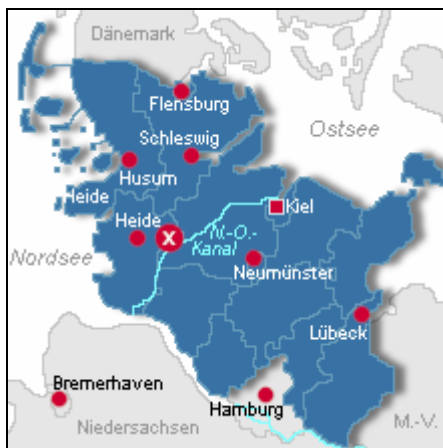 Dänemark
Flensburg
Ostsee
Schleswig
Husum
Heide
Kiel
Heide
X
N.-O.-
Kanal
Nordsee
Neumünster
Lübeck
Bremerhaven
Hamburg
Niedersachsen
M.-V.